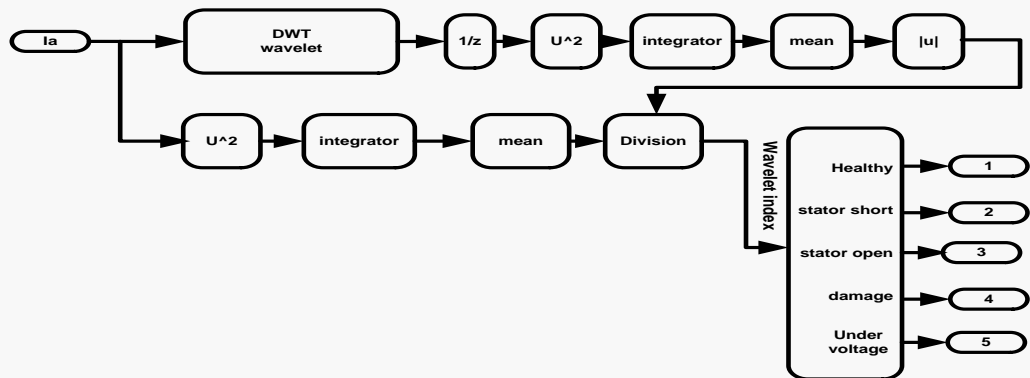 Ia
DWT
wavelet
1/z
U^2
integrator
mean
|u|
U^2
integrator
mean
Division
Wavelet index
Healthy
1
stator short
2
stator open
3
damage
4
Under
voltage
5